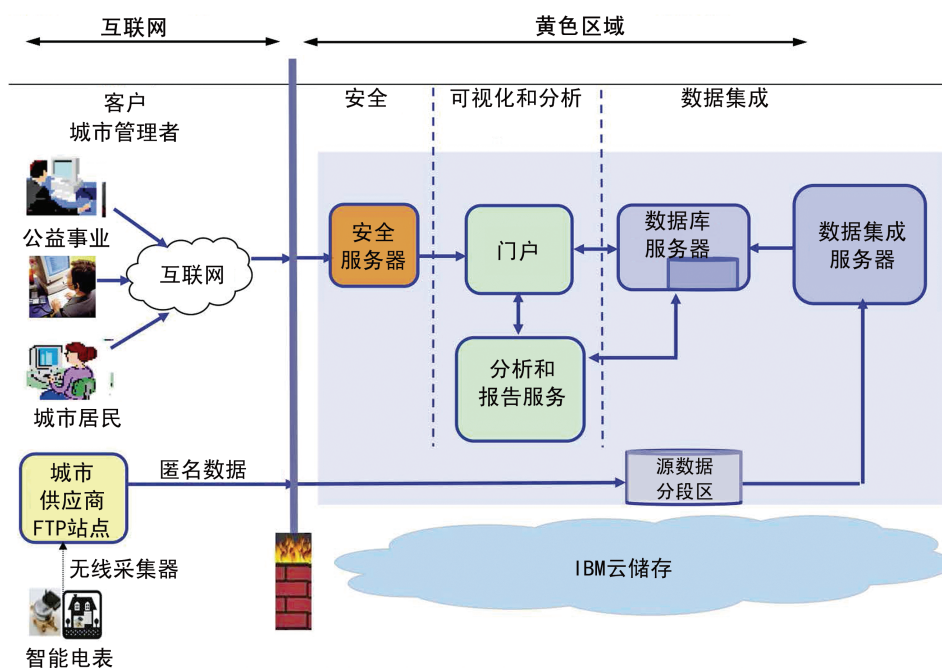 互联网
黄色区域
客户
城市管理者
安全
可视化和分析
数据集成
公益事业
城市居民
互联网
安全
服务器
门户
数据库
服务器
数据集成
服务器
分析和
报告服务
城市
供应商
FTP站点
匿名数据
源数据
分段区
无线采集器
智能电表
IBM云储存